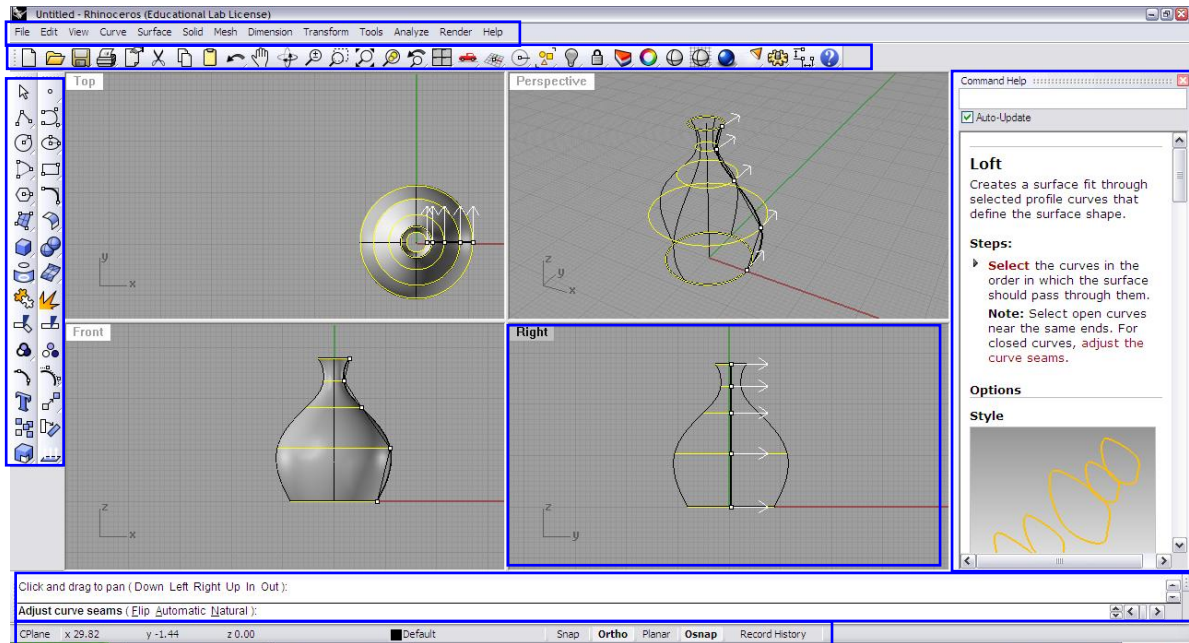 Untitled - Rhinoceros (Educational Lab License)
File Edit View Curve Surface Solid Mesh Dimension Transform Tools Analyze Render Help
Top
Perspective
Front
Right
y
x
z
y
x
z
x
z
y
Command Help
Auto-Update
Loft
Creates a surface fit through
selected profile curves that
define the surface shape.
Steps:
Select the curves in the
order in which the surface
should pass through them.
Note: Select open curves
near the same ends. For
closed curves, adjust the
curve seams.
Options
Style
Click and drag to pan ( Down Left Right Up In Out ):
Adjust curve seams ( Flip Automatic Natural ):
CPlane x 29.82 y -1.44 z 0.00 Default Snap Ortho Planar Osnap Record History